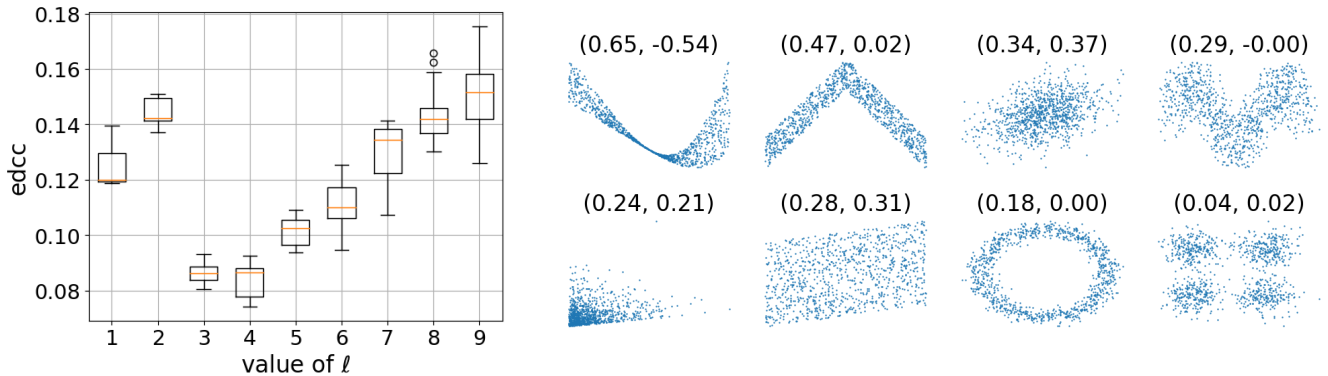 0.18
0.16
0.14
0.12
0.10
0.08
edcc
1 2 3 4 5 6 7 8 9
value of ℓ
(0.65, -0.54) (0.47, 0.02) (0.34, 0.37) (0.29, -0.00)
(0.24, 0.21) (0.28, 0.31) (0.18, 0.00) (0.04, 0.02)